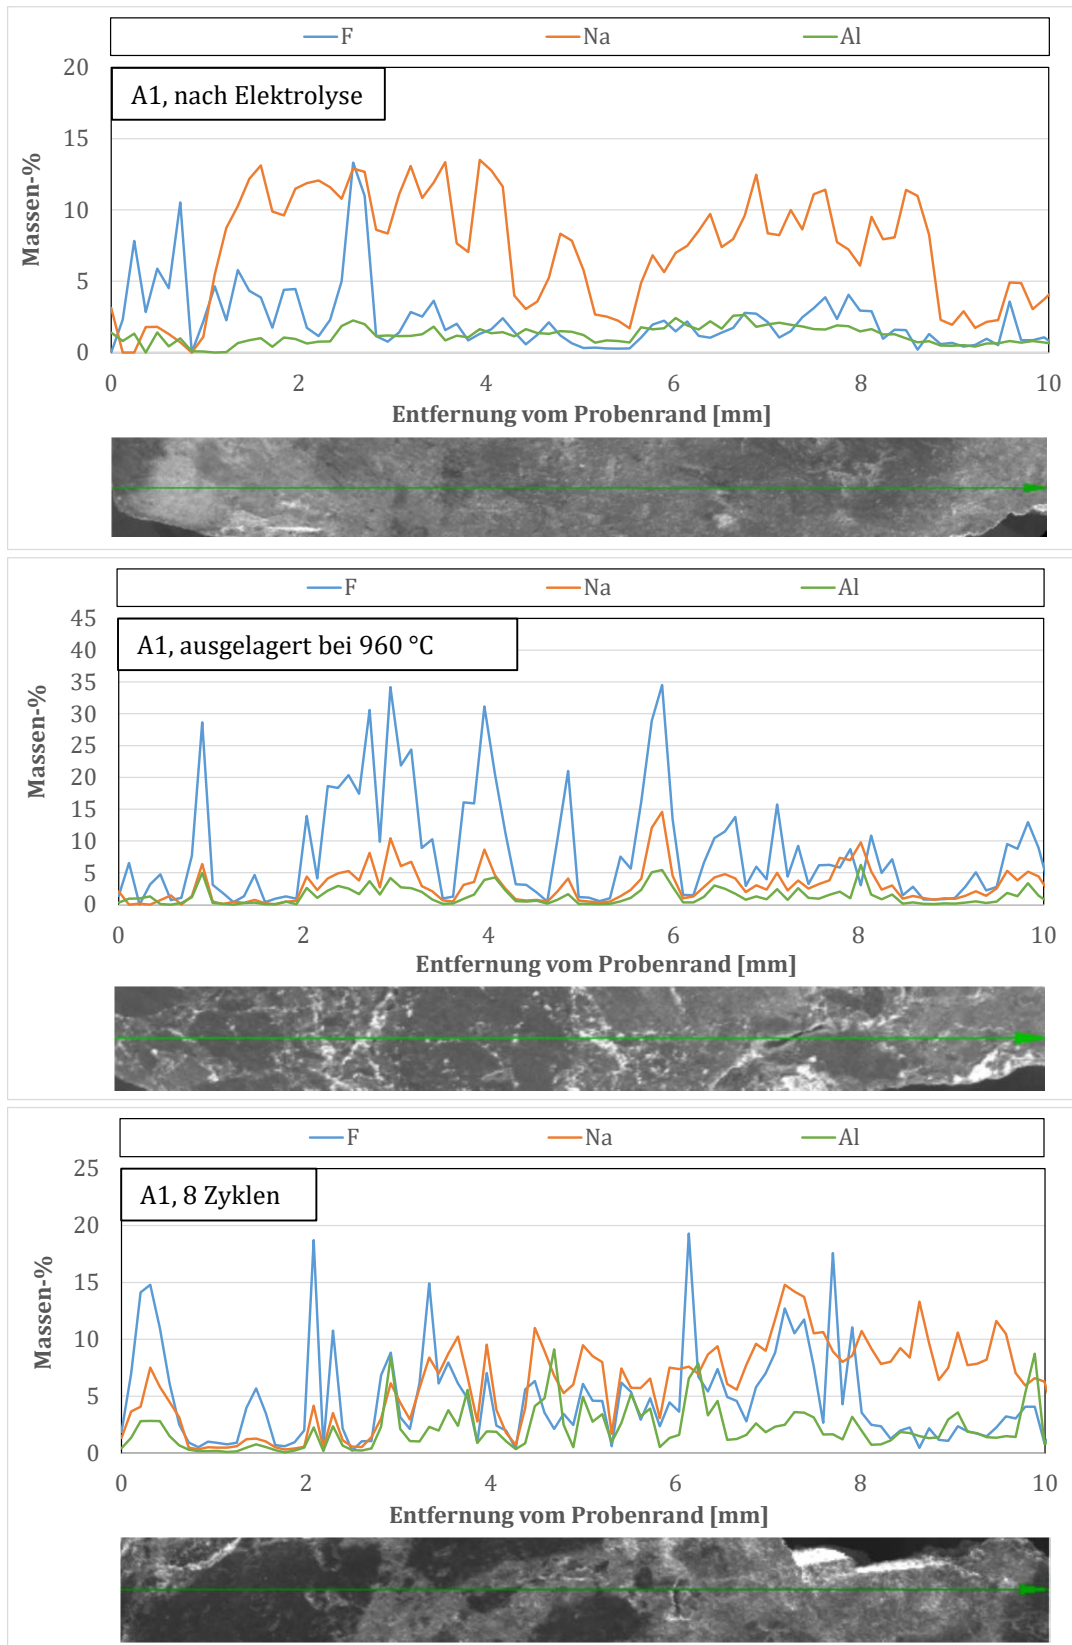 F Na Al
20
A1, nach Elektrolyse
15
10
5
0
Massen-%
0 2 4 6 8 10
Entfernung vom Probenrand [mm]
F Na Al
45
A1, ausgelagert bei 960 °C
40
35
30
25
20
15
10
5
0
Massen-%
0 2 4 6 8 10
Entfernung vom Probenrand [mm]
F Na Al
25
A1, 8 Zyklen
20
15
10
5
0
Massen-%
0 2 4 6 8 10
Entfernung vom Probenrand [mm]